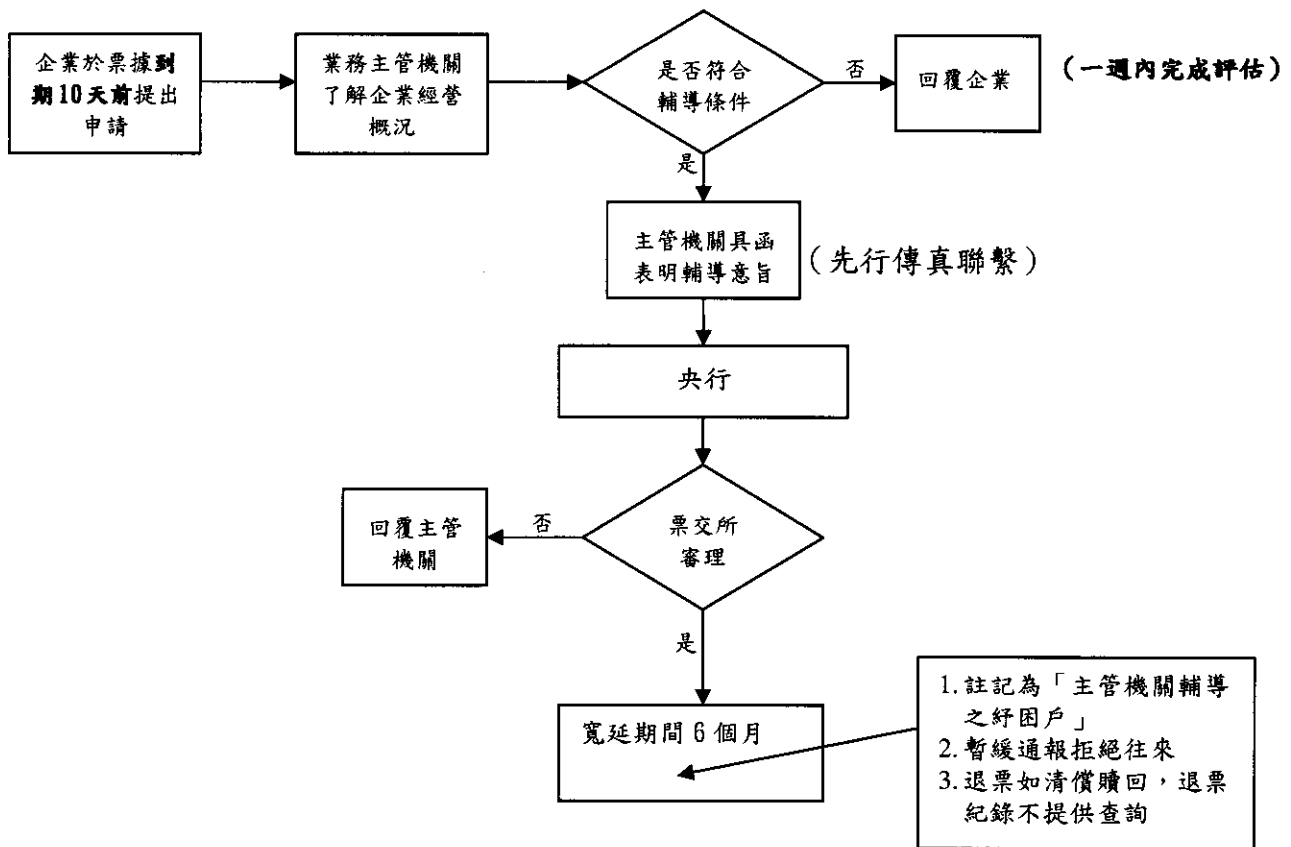 企業於票據到
期10天前提出
申請
業務主管機關
了解企業經營
概況
是否符合
輔導條件
否
回覆企業
(一週內完成評估)
是
主管機關具函
表明輔導意旨
(先行傳真聯繫)
央行
票交所
審理
否
回覆主管
機關
是
寬延期間6個月
1.註記為「主管機關輔導
之紓困戶」
2.暫緩通報拒絕往來
3.退票如清償贖回,退票
紀錄不提供查詢